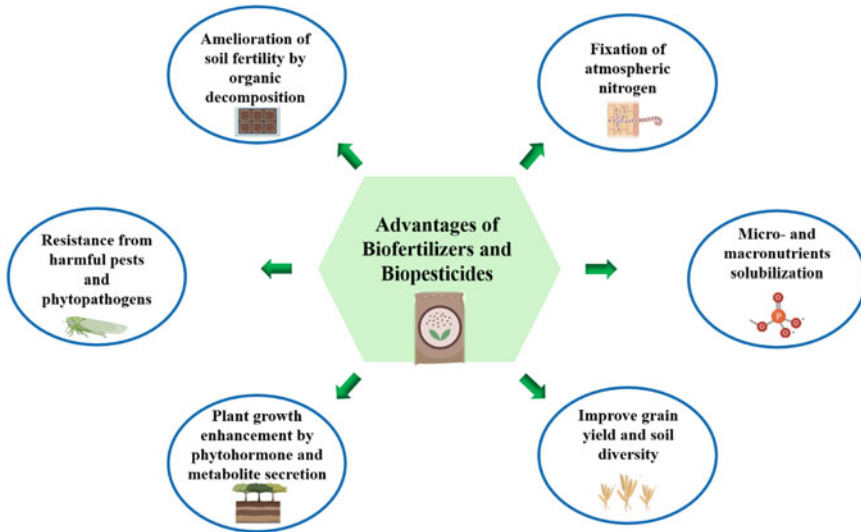 Amelioration of
soil fertility by
organic
decomposition
Fixation of
atmospheric
nitrogen
Advantages of
Biofertilizers and
Biopesticides
Resistance from
harmful pests
and
phytopathogens
Micro- and
macronutrients
solubilization
P
O
O
O
O
Plant growth
enhancement by
phytohormone and
metabolite secretion
Improve grain
yield and soil
diversity